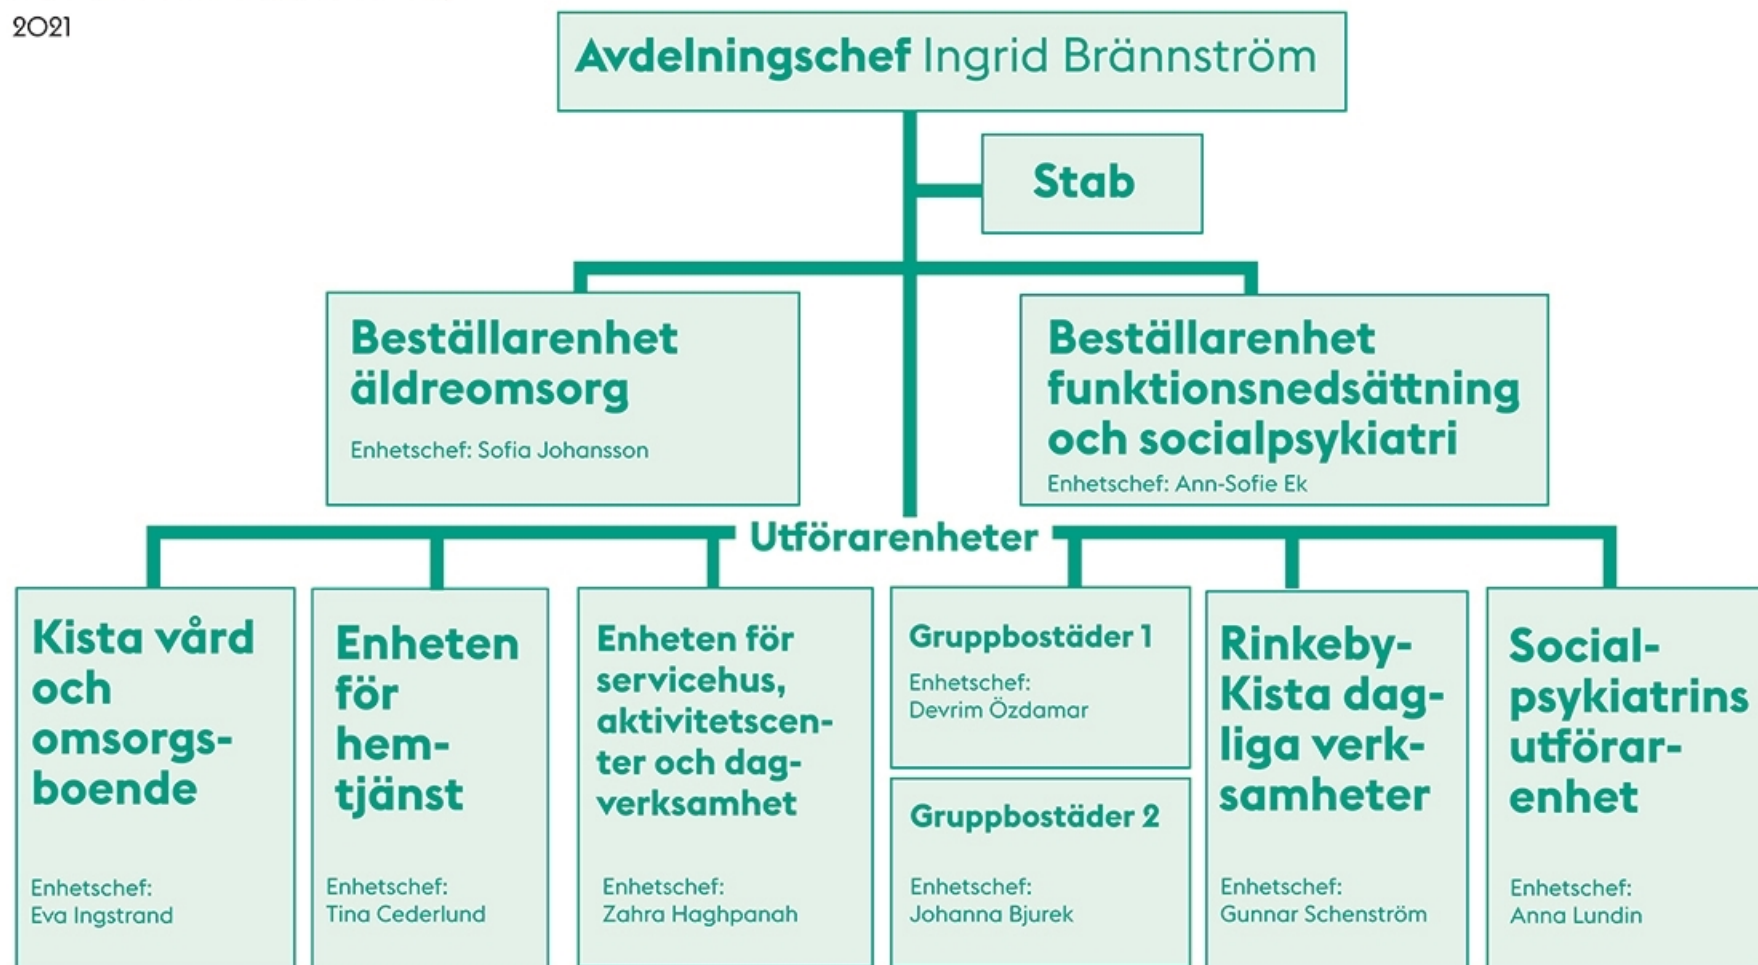 2021
Avdelningschef Ingrid Brännström
Stab
Beställarenhet
äldreomsorg
Enhetschef: Sofia Johansson
Beställarenhet
funktionsnedsättning
och socialpsykiatri
Enhetschef: Ann-Sofie Ek
Utförarenheter
Kista vård
och
omsorgs-
boende
Enhetschef:
Eva Ingstrand
Enheten
för
hem-
tjänst
Enhetschef:
Tina Cederlund
Enheten för
servicehus,
aktivitetscen-
ter och dag-
verksamhet
Enhetschef:
Zahra Haghpanah
Gruppbostäder 1
Enhetschef:
Devrim Özdamar
Gruppbostäder 2
Enhetschef:
Johanna Bjurek
Rinkeby-
Kista dag-
liga verk-
samheter
Enhetschef:
Gunnar Schenström
Social-
psykiatrins
utförar-
enhet
Enhetschef:
Anna Lundin